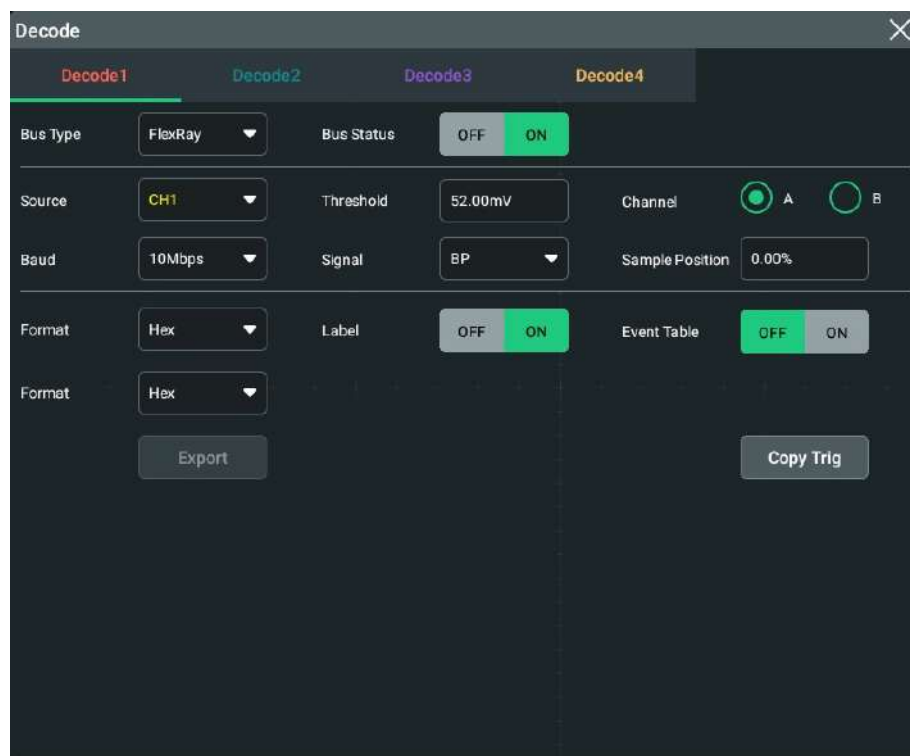 Decode
Decode1 Decode2 Decode3 Decode4
Bus Type FlexRay Bus Status OFF ON
Source CH1 Threshold 52.00mV Channel A B
Baud 10Mbps Signal BP Sample Position 0.00%
Format Hex Label OFF ON Event Table OFF ON
Format Hex
Export Copy Trig